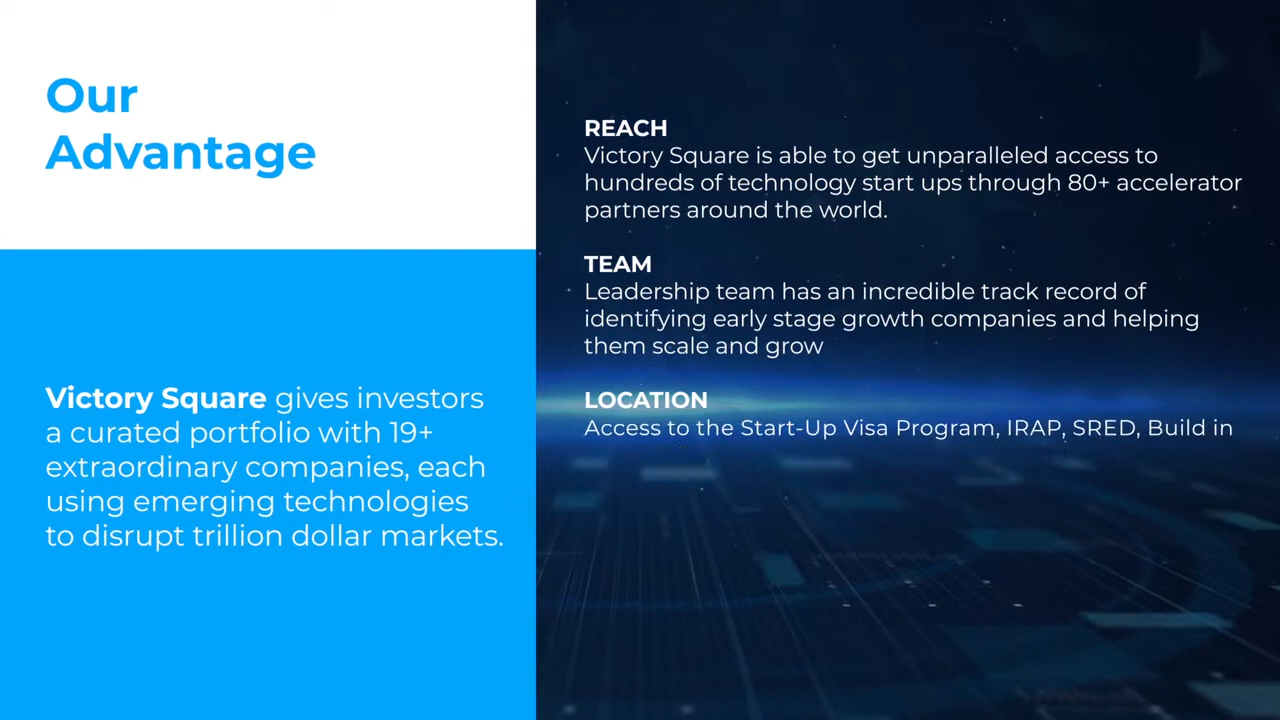 Our
Advantage
Victory Square gives investors
a curated portfolio with 19+
extraordinary companies, each
using emerging technologies
to disrupt trillion dollar markets.
REACH
Victory Square is able to get unparalleled access to
hundreds of technology start ups through 80+ accelerator
partners around the world.
TEAM
Leadership team has an incredible track record of
identifying early stage growth companies and helping
them scale and grow
LOCATION
Access to the Start-Up Visa Program, IRAP, SRED, Build in